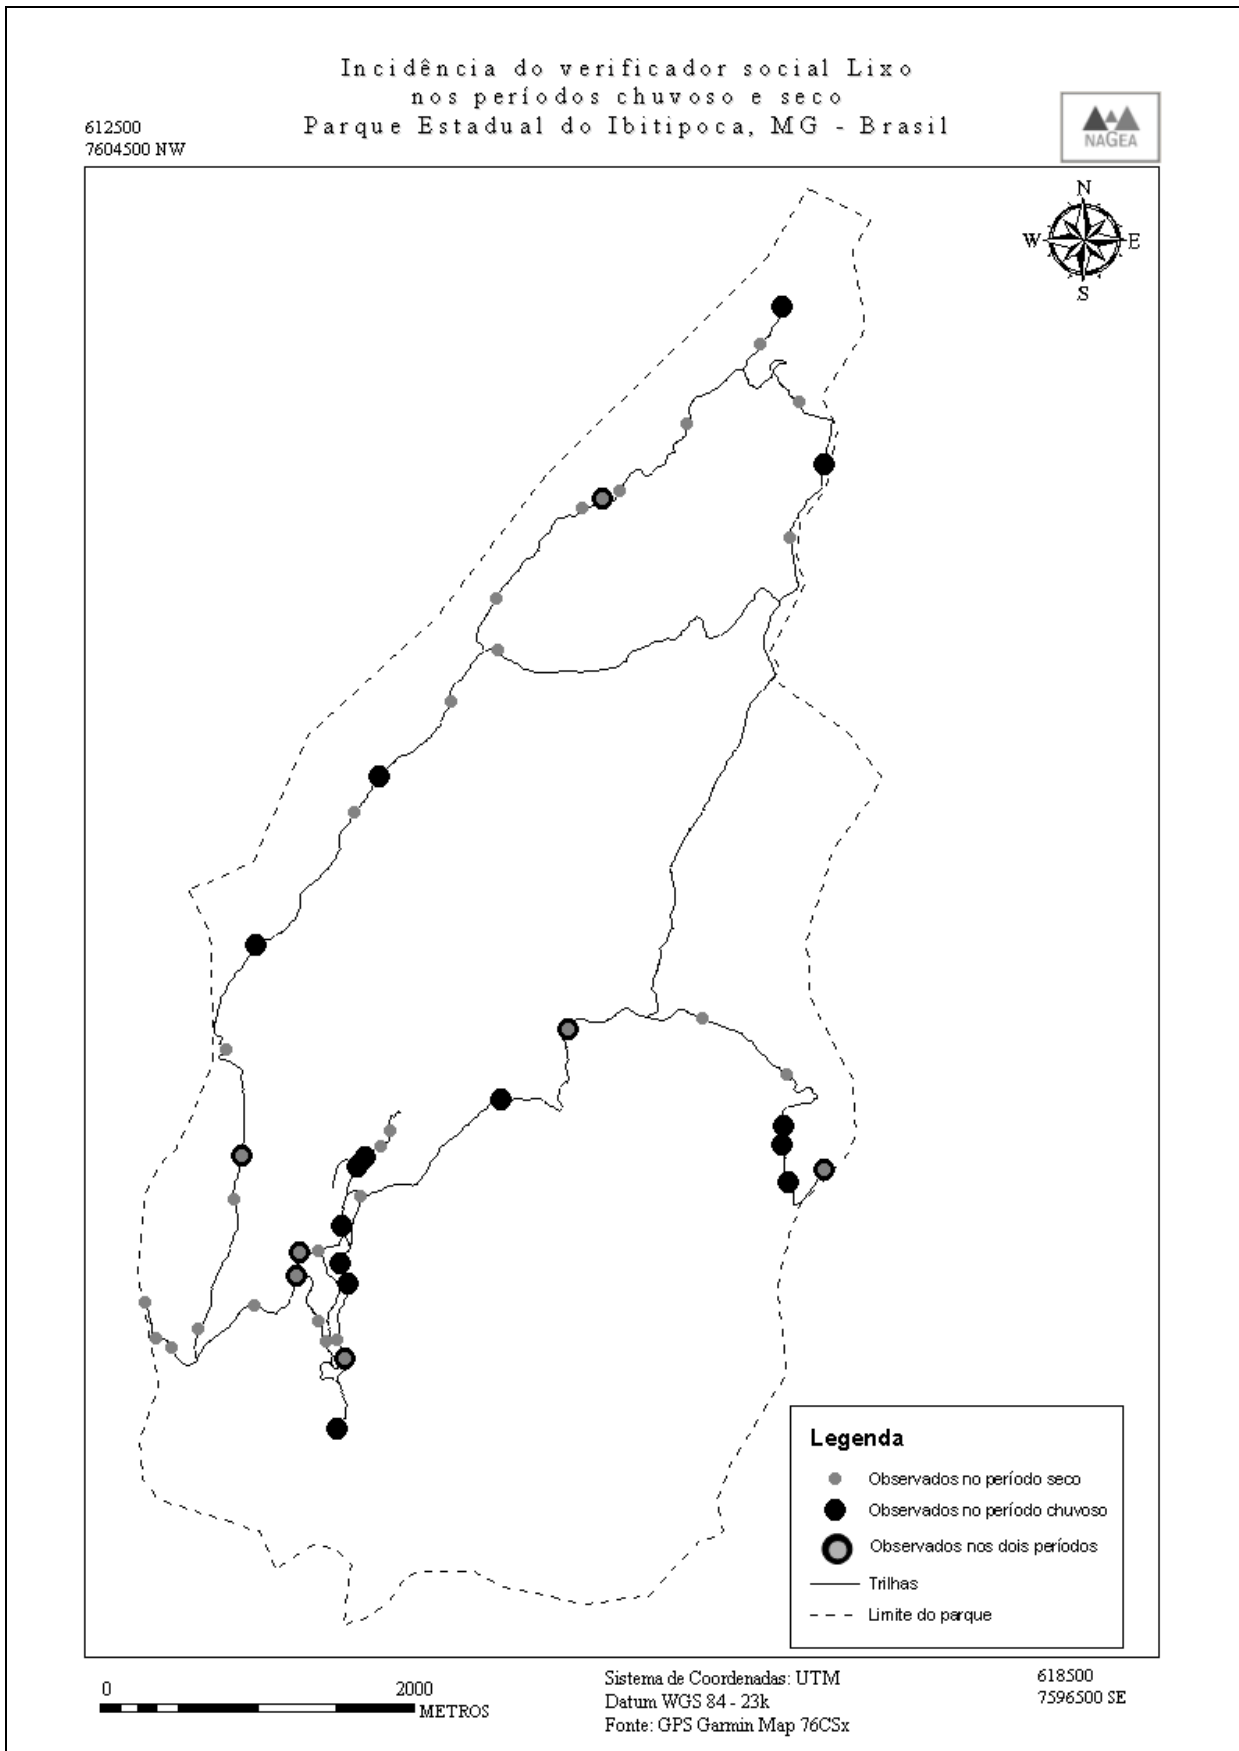 Incidência do verificador social Lixo
nos períodos chuvoso e seco
Parque Estadual do Ibitipoca, MG - Brasil
612500
7604500 NW
NAGEA
N
W
E
S
Legenda
Observados no período seco
Observados no período chuvoso
Observados nos dois períodos
Trilhas
Limite do parque
0
2000
METROS
Sistema de Coordenadas: UTM
Datum WGS 84 - 23k
Fonte: GPS Garmin Map 76CSx
618500
7596500 SE